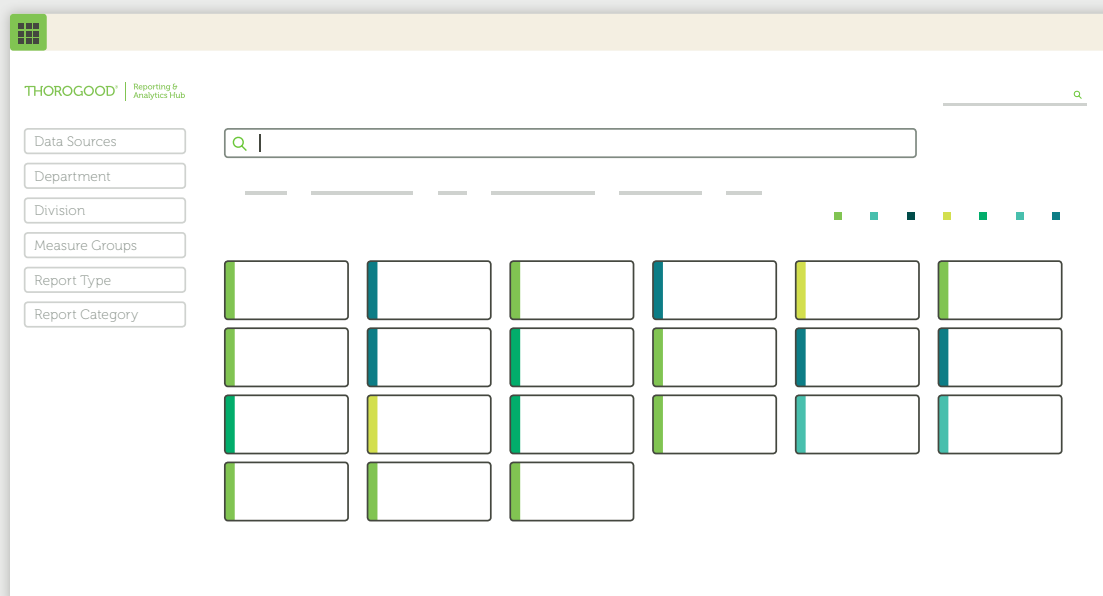 THOROGOOD®
Reporting &
Analytics Hub
Data Sources
Department
Division
Measure Groups
Report Type
Report Category